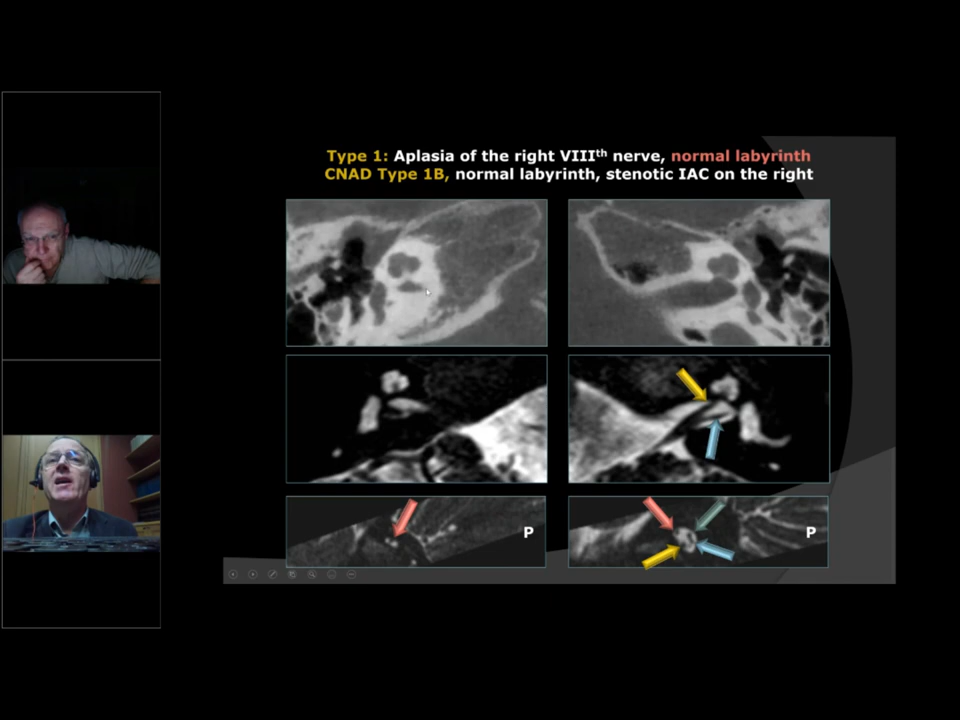 Type 1: Aplasia of the right VIIIth nerve, normal labyrinth
CNAD Type 1B, normal labyrinth, stenotic IAC on the right
P
P